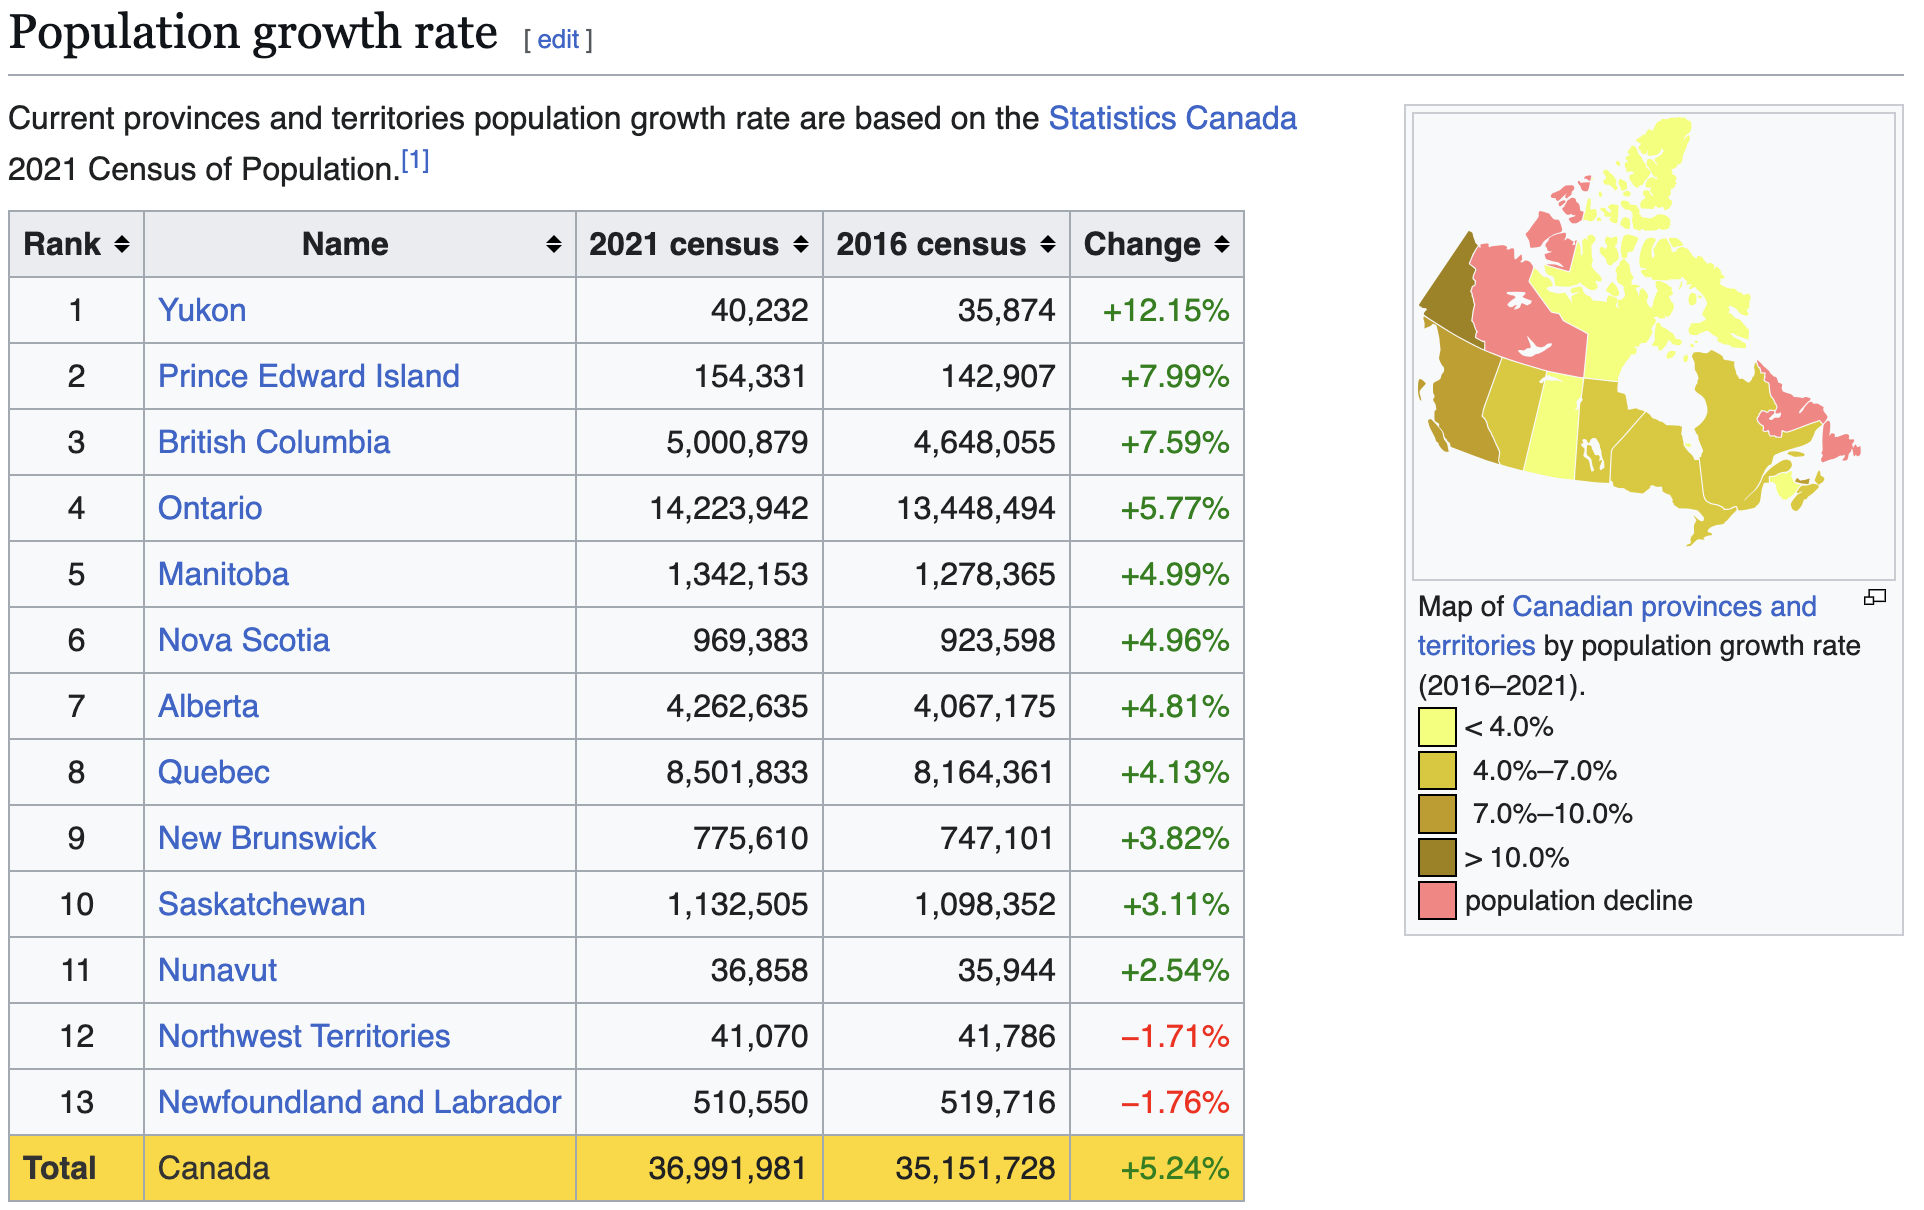 Population growth rate [ edit ]
Current provinces and territories population growth rate are based on the Statistics Canada
2021 Census of Population.[1]
Rank Name 2021 census 2016 census Change
1 Yukon 40,232 35,874 +12.15%
2 Prince Edward Island 154,331 142,907 +7.99%
3 British Columbia 5,000,879 4,648,055 +7.59%
4 Ontario 14,223,942 13,448,494 +5.77%
5 Manitoba 1,342,153 1,278,365 +4.99%
6 Nova Scotia 969,383 923,598 +4.96%
7 Alberta 4,262,635 4,067,175 +4.81%
8 Quebec 8,501,833 8,164,361 +4.13%
9 New Brunswick 775,610 747,101 +3.82%
10 Saskatchewan 1,132,505 1,098,352 +3.11%
11 Nunavut 36,858 35,944 +2.54%
12 Northwest Territories 41,070 41,786 −1.71%
13 Newfoundland and Labrador 510,550 519,716 −1.76%
Total Canada 36,991,981 35,151,728 +5.24%
Map of Canadian provinces and
territories by population growth rate
(2016–2021).
< 4.0%
4.0%–7.0%
7.0%–10.0%
> 10.0%
population decline